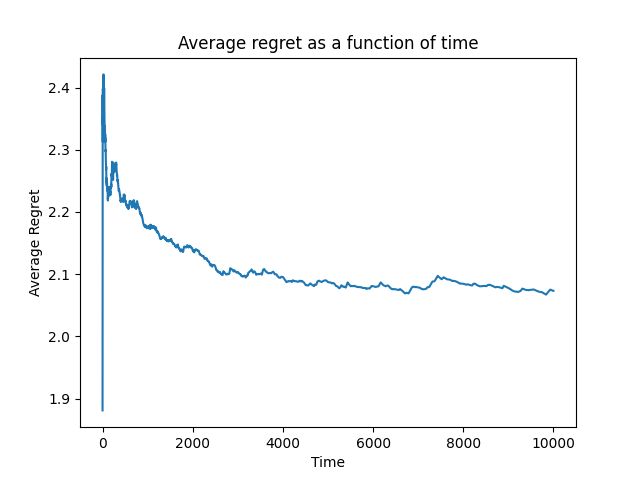 Average regret as a function of time
Average Regret
2.4
2.3
2.2
2.1
2.0
1.9
0 2000 4000 6000 8000 10000
Time